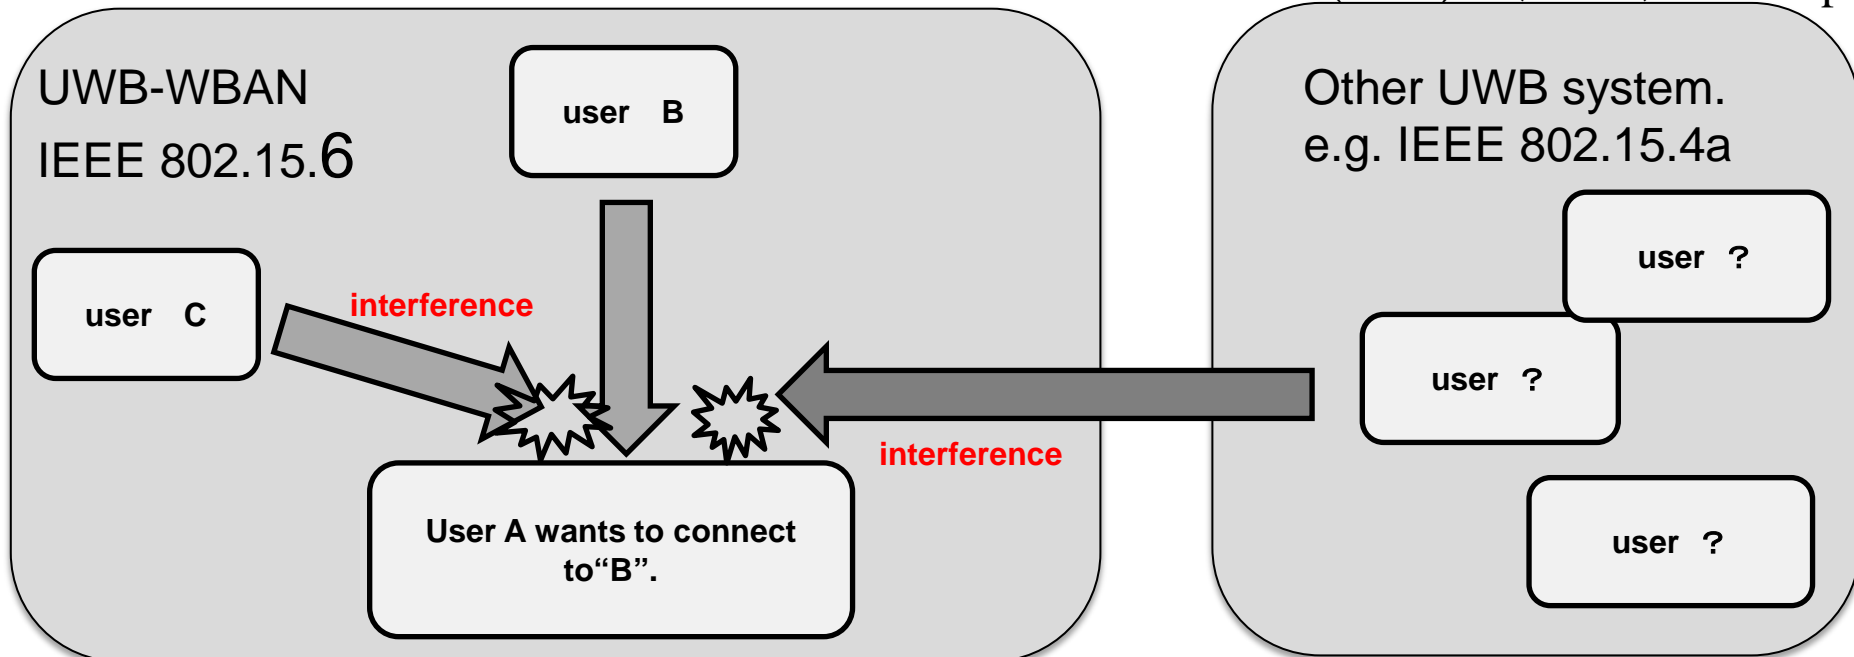 UWB-WBAN
IEEE 802.15.6
user B
user C
interference
interference
User A wants to connect
to“B”.
Other UWB system.
e.g. IEEE 802.15.4a
user ？
user ？
user ？